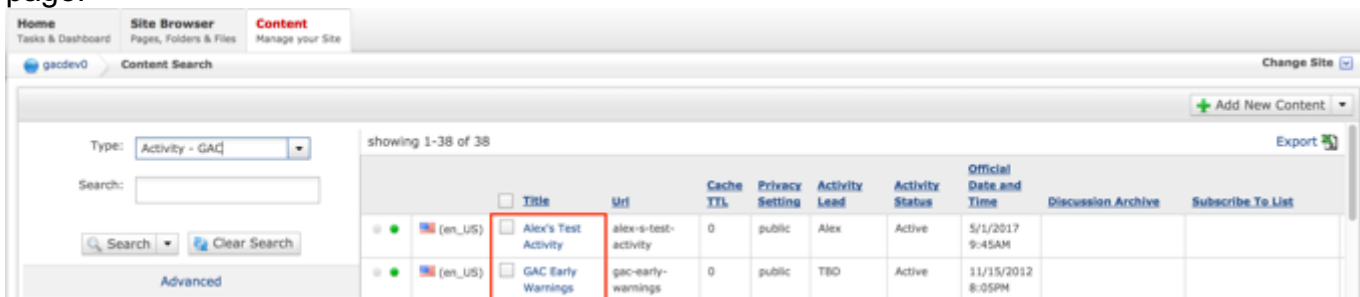 page.
Home Site Browser Content
Tasks & Dashboard Pages, Folders & Files Manage your Site
gacdev0 Content Search Change Site
Add New Content
Type: Activity - GAC showing 1-38 of 38 Export
Search:
Title Url Cache TTL Privacy Setting Activity Lead Activity Status Official Date and Time Discussion Archive Subscribe To List
(en_US) Alex's Test Activity alex-s-test-activity 0 public Alex Active 5/1/2017 9:45AM
Search Clear Search
(en_US) GAC Early Warnings gac-early-warnings 0 public TBD Active 11/15/2012 8:05PM
Advanced